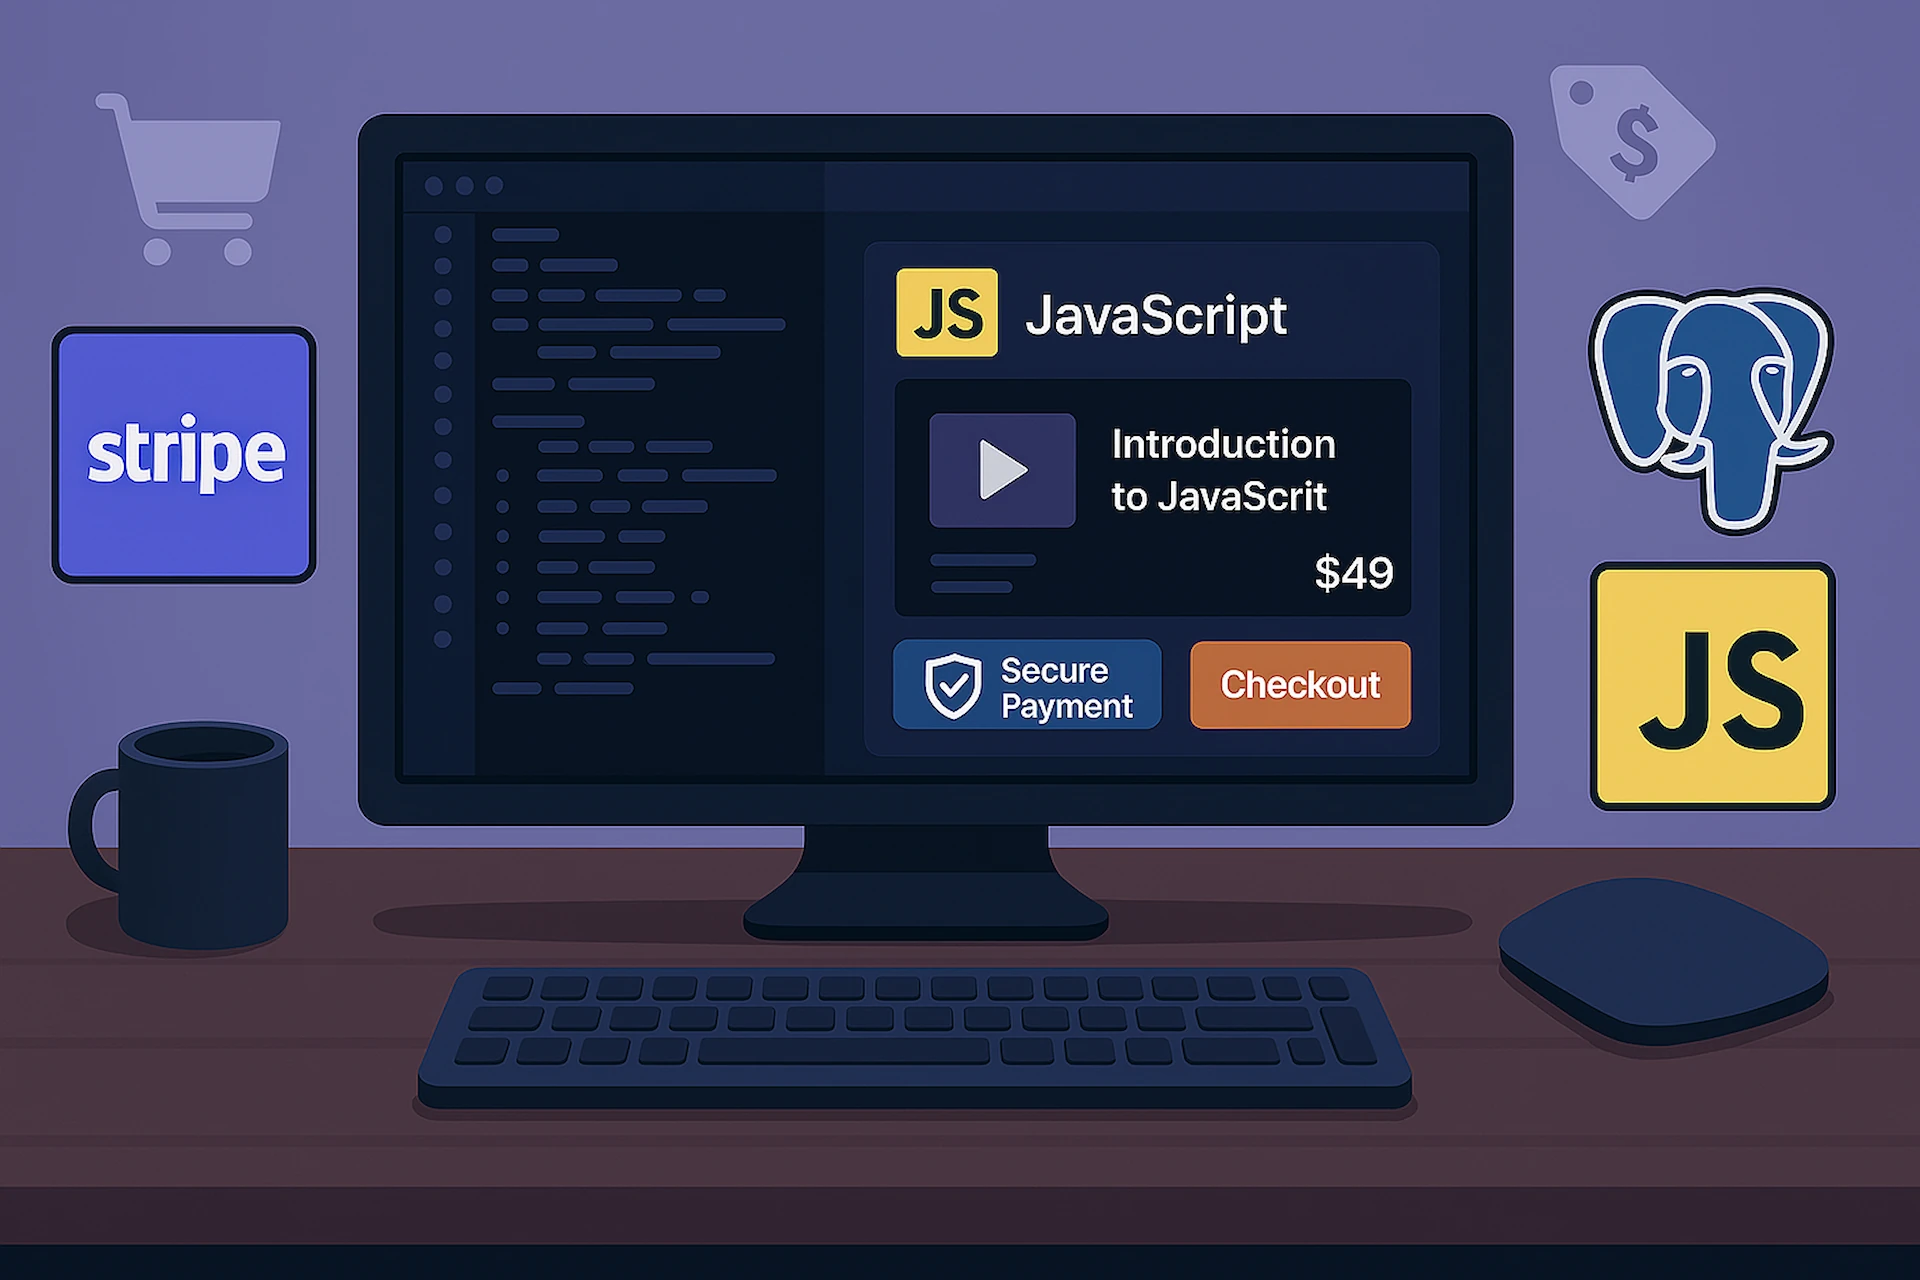 stripe
JS
JavaScript
Introduction
to JavaScrit
$49
Secure
Payment
Checkout
$
JS